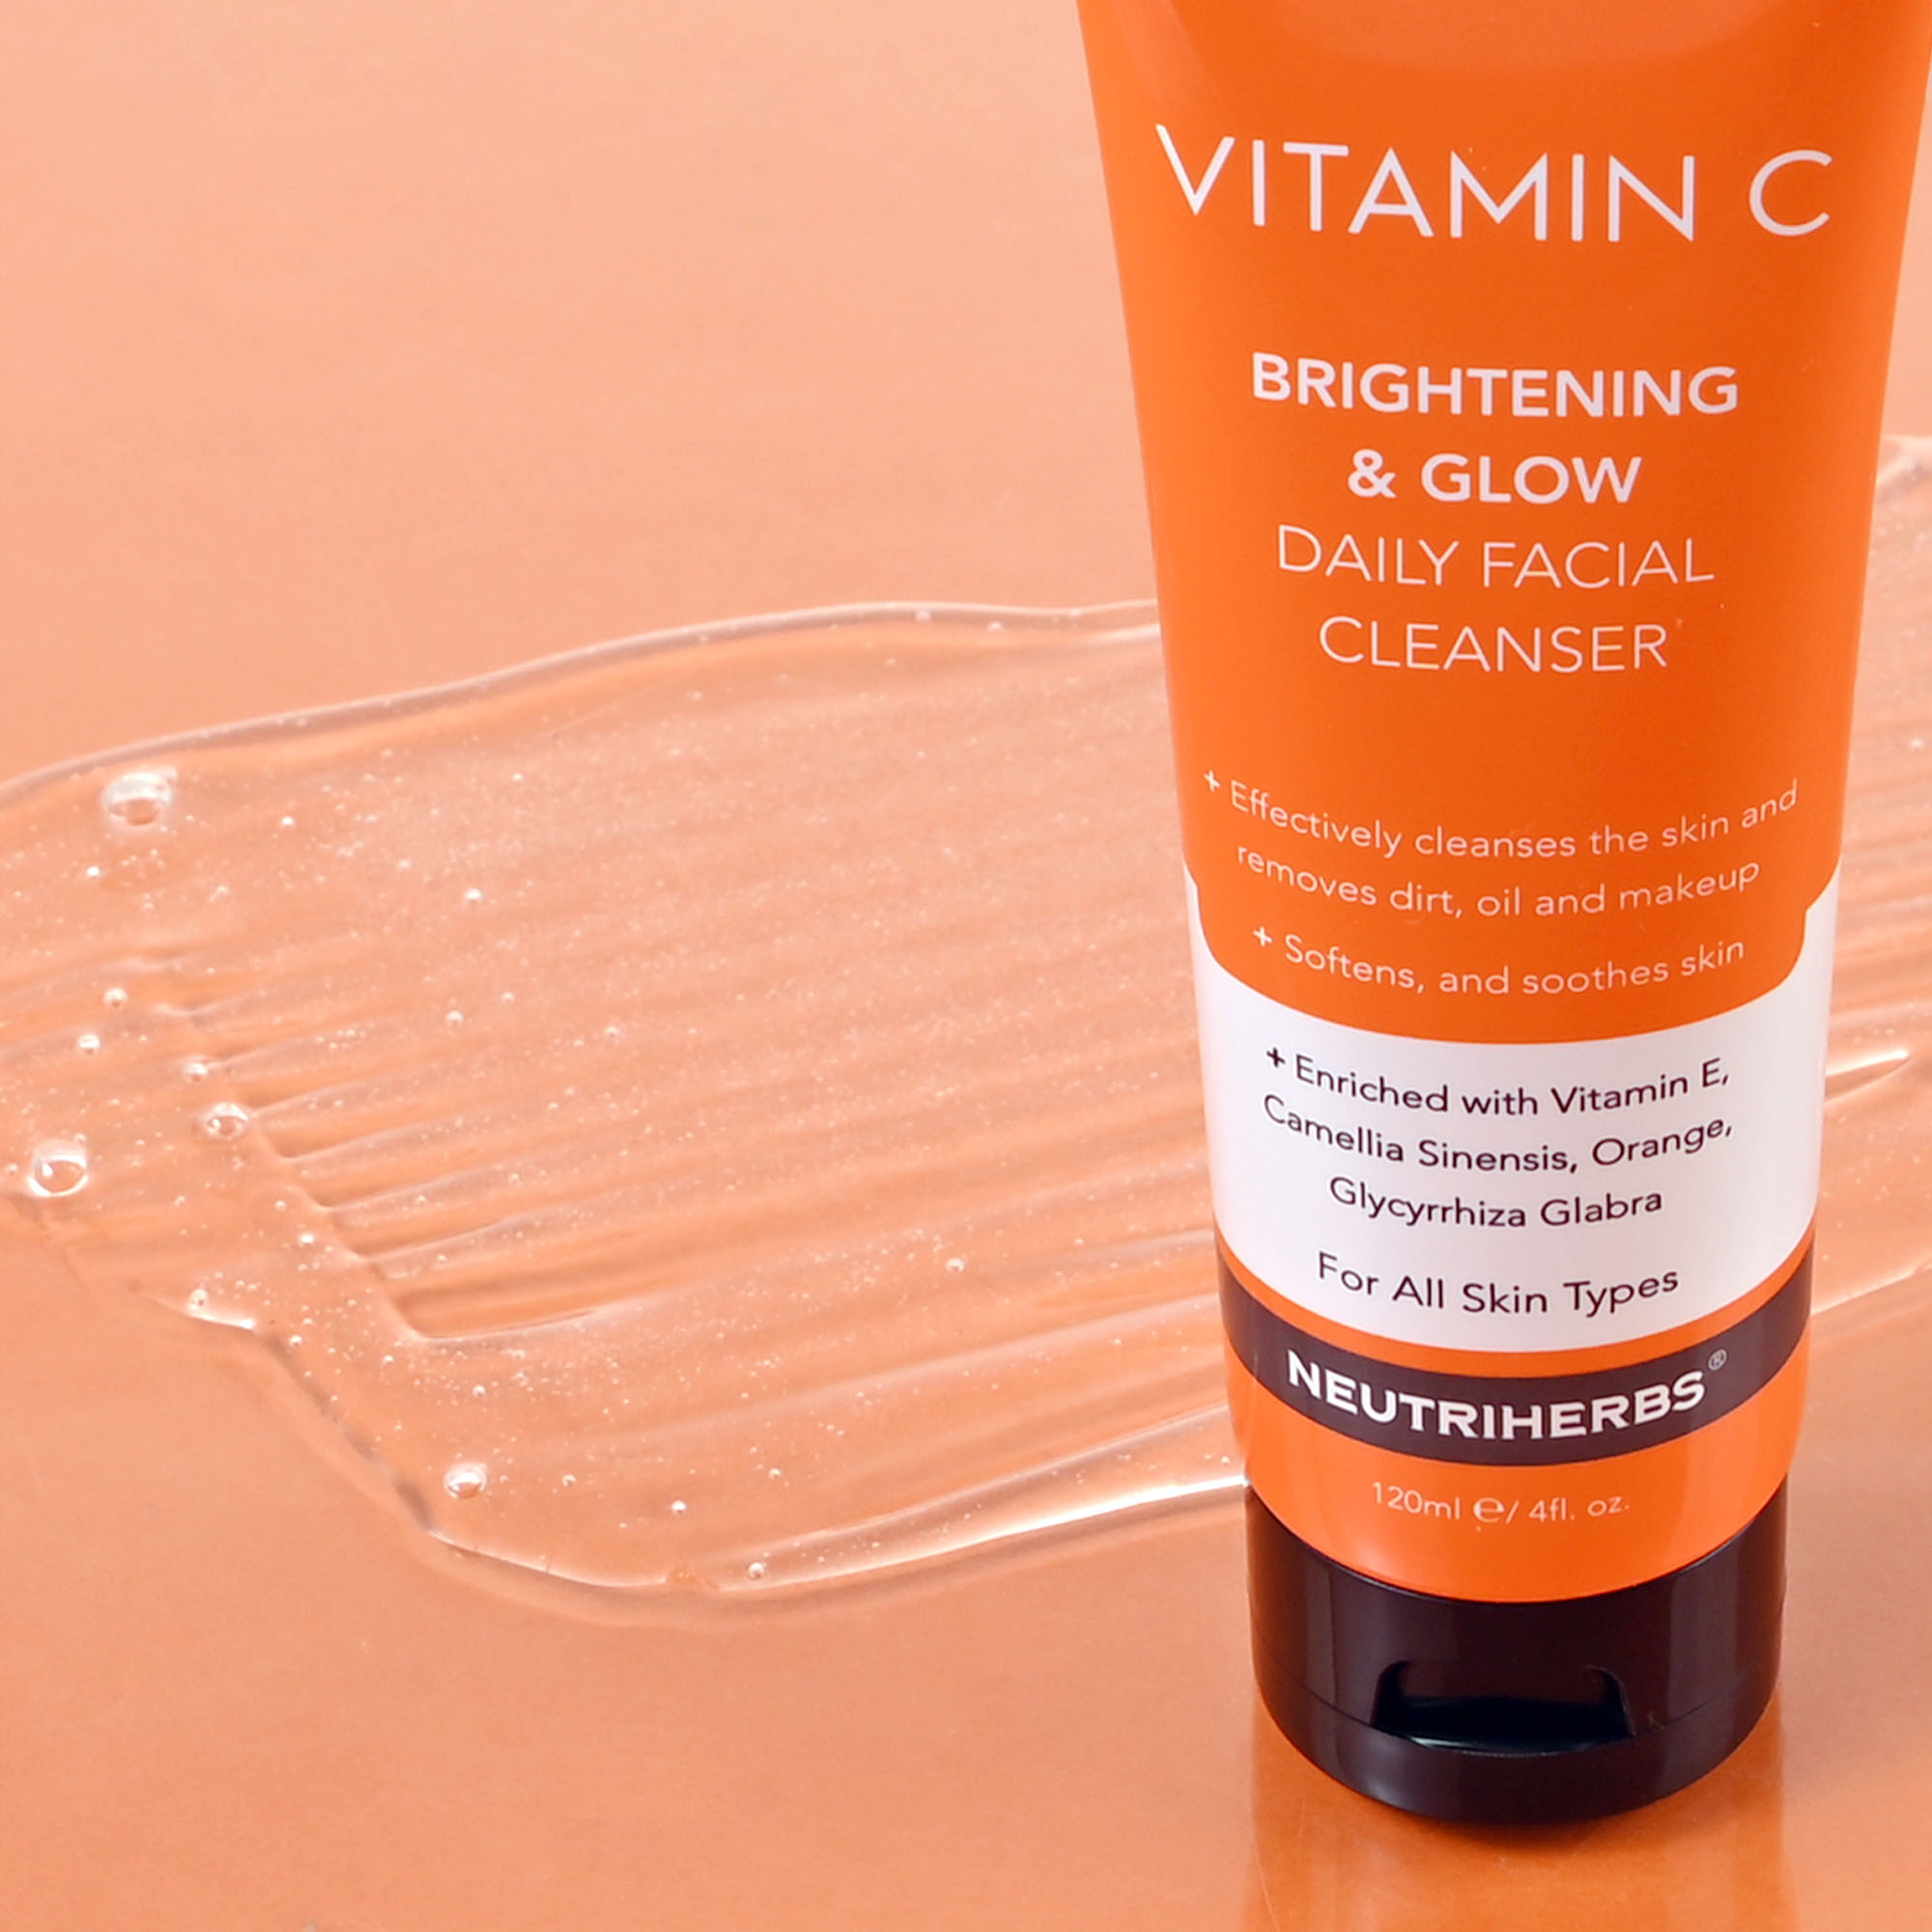 VITAMIN C
BRIGHTENING
& GLOW
DAILY FACIAL
CLEANSER
+ Effectively cleanses the skin and
removes dirt, oil and makeup
+ Softens, and soothes skin
+ Enriched with Vitamin E,
Camellia Sinensis, Orange,
Glycyrrhiza Glabra
For All Skin Types
NEUTRIHERBS®
120ml ℮/ 4fl. oz.